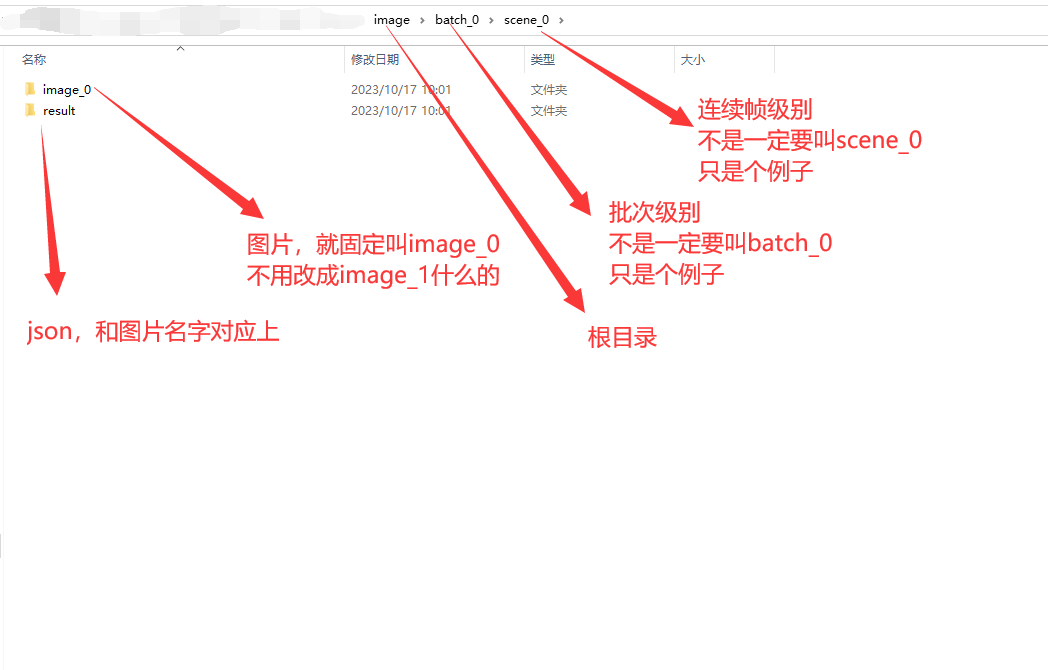 image › batch_0 › scene_0 ›
名称 修改日期 类型 大小
image_0 2023/10/17 10:01 文件夹
result 2023/10/17 10:01 文件夹
连续帧级别
不是一定要叫scene_0
只是个例子
批次级别
不是一定要叫batch_0
只是个例子
图片，就固定叫image_0
不用改成image_1什么的
json，和图片名字对应上
根目录